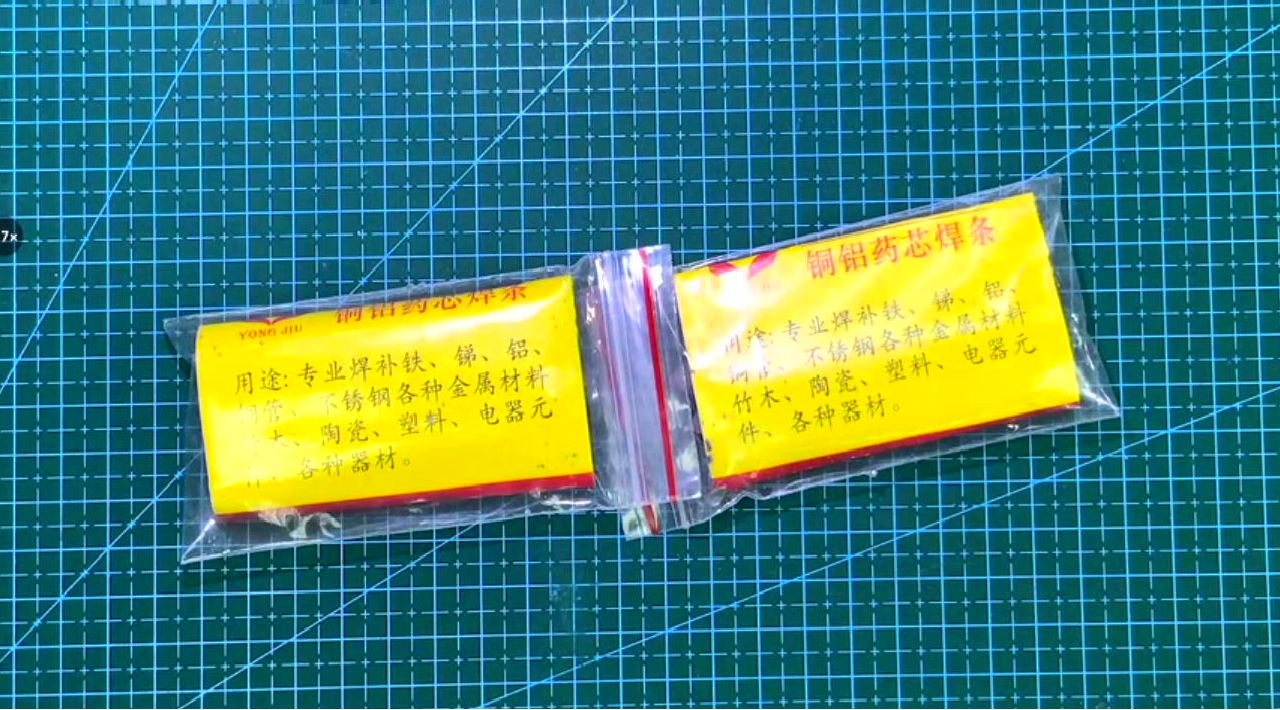 7×
铜铝药芯焊条
YONG JIU
用途: 专业焊补铁、锑、铝、
铜管、不锈钢各种金属材料
木、陶瓷、塑料、电器元
各种器材。
铜铝药芯焊条
用途: 专业焊补铁、锑、铝、
铜管、不锈钢各种金属材料
竹木、陶瓷、塑料、电器元
件、各种器材。